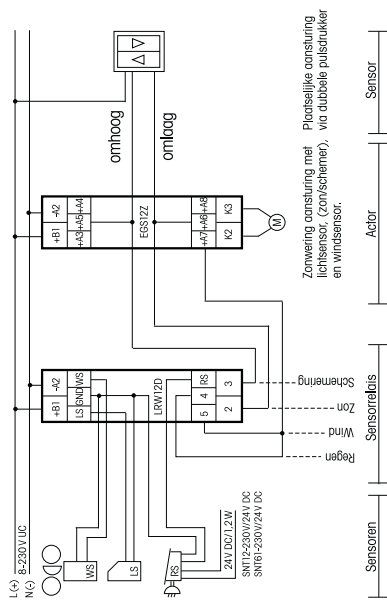 Plaatselijke aansturing
via dubbele pulsdrukker
Sensor
omhoog
omlaag
-A2
+A5+A4
+B1
+A3
EGS12Z
+A6+A8
+A7
K3
K2
M
Zonwering aansturing met
lichtsensor, (zon/schemer),
en windsensor.
Actor
-A2
GNDWS
+B1
LS
LRW12D
RS
4
5
3
2
Schemering
Zon
Wind
Regen
Sensorrelais
L(+)
N(-)
8-230V UC
WS
LS
RS
24V DC/1,2W
SNT12-230V/24V DC
SNT61-230V/24V DC
Sensoren